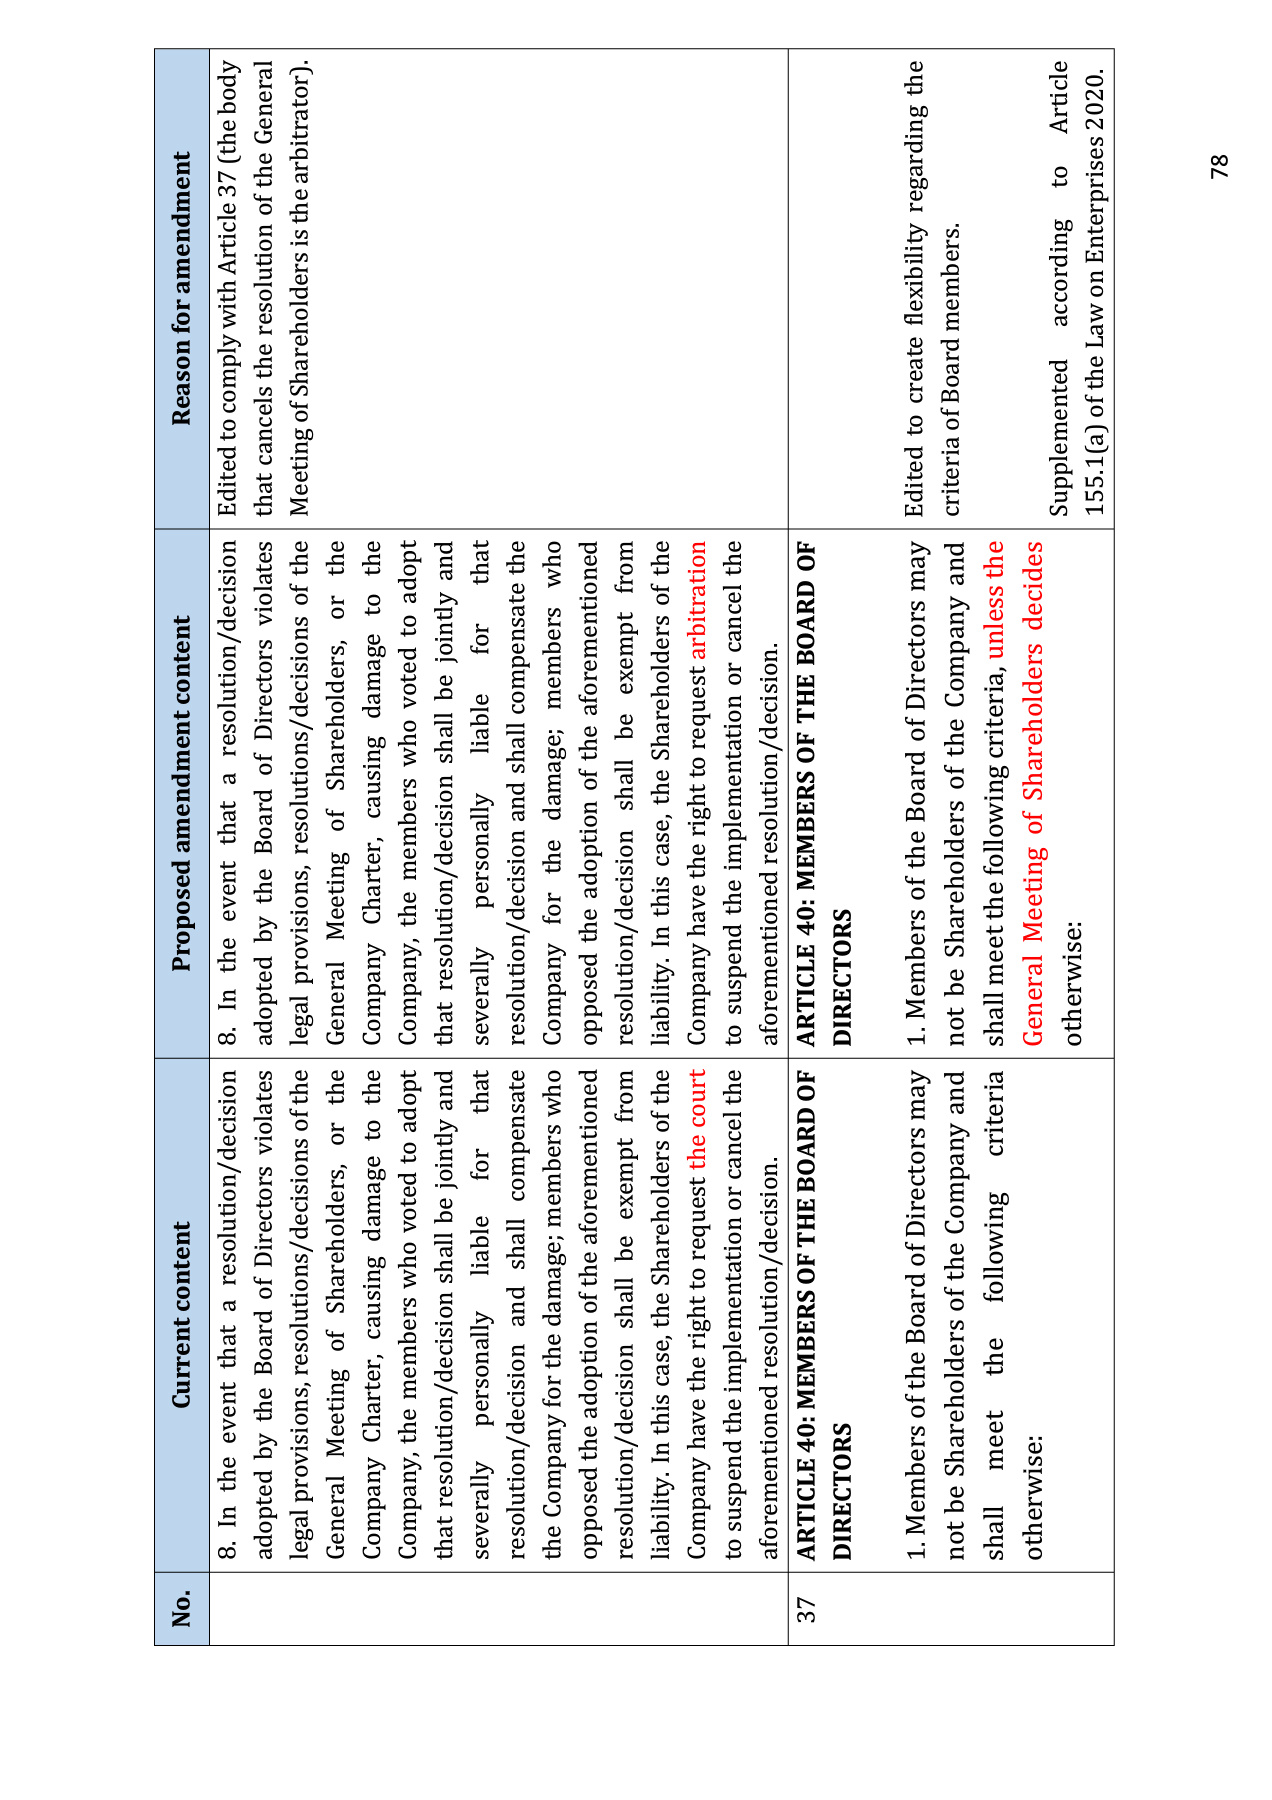 No.
Current content
Proposed amendment content
Reason for amendment
8. In the event that a resolution/decision
adopted by the Board of Directors violates
legal provisions, resolutions/decisions of the
General Meeting of Shareholders, or the
Company Charter, causing damage to the
Company, the members who voted to adopt
that resolution/decision shall be jointly and
severally personally liable for that
resolution/decision and shall compensate
the Company for the damage; members who
opposed the adoption of the aforementioned
resolution/decision shall be exempt from
liability. In this case, the Shareholders of the
Company have the right to request the court
to suspend the implementation or cancel the
aforementioned resolution/decision.
8. In the event that a resolution/decision
adopted by the Board of Directors violates
legal provisions, resolutions/decisions of the
General Meeting of Shareholders, or the
Company Charter, causing damage to the
Company, the members who voted to adopt
that resolution/decision shall be jointly and
severally personally liable for that
resolution/decision and shall compensate the
Company for the damage; members who
opposed the adoption of the aforementioned
resolution/decision shall be exempt from
liability. In this case, the Shareholders of the
Company have the right to request arbitration
to suspend the implementation or cancel the
aforementioned resolution/decision.
Edited to comply with Article 37 (the body
that cancels the resolution of the General
Meeting of Shareholders is the arbitrator).
37
ARTICLE 40: MEMBERS OF THE BOARD OF
DIRECTORS
1. Members of the Board of Directors may
not be Shareholders of the Company and
shall meet the following criteria
otherwise:
ARTICLE 40: MEMBERS OF THE BOARD OF
DIRECTORS
1. Members of the Board of Directors may
not be Shareholders of the Company and
shall meet the following criteria, unless the
General Meeting of Shareholders decides
otherwise:
Edited to create flexibility regarding the
criteria of Board members.
Supplemented according to Article
155.1(a) of the Law on Enterprises 2020.
78